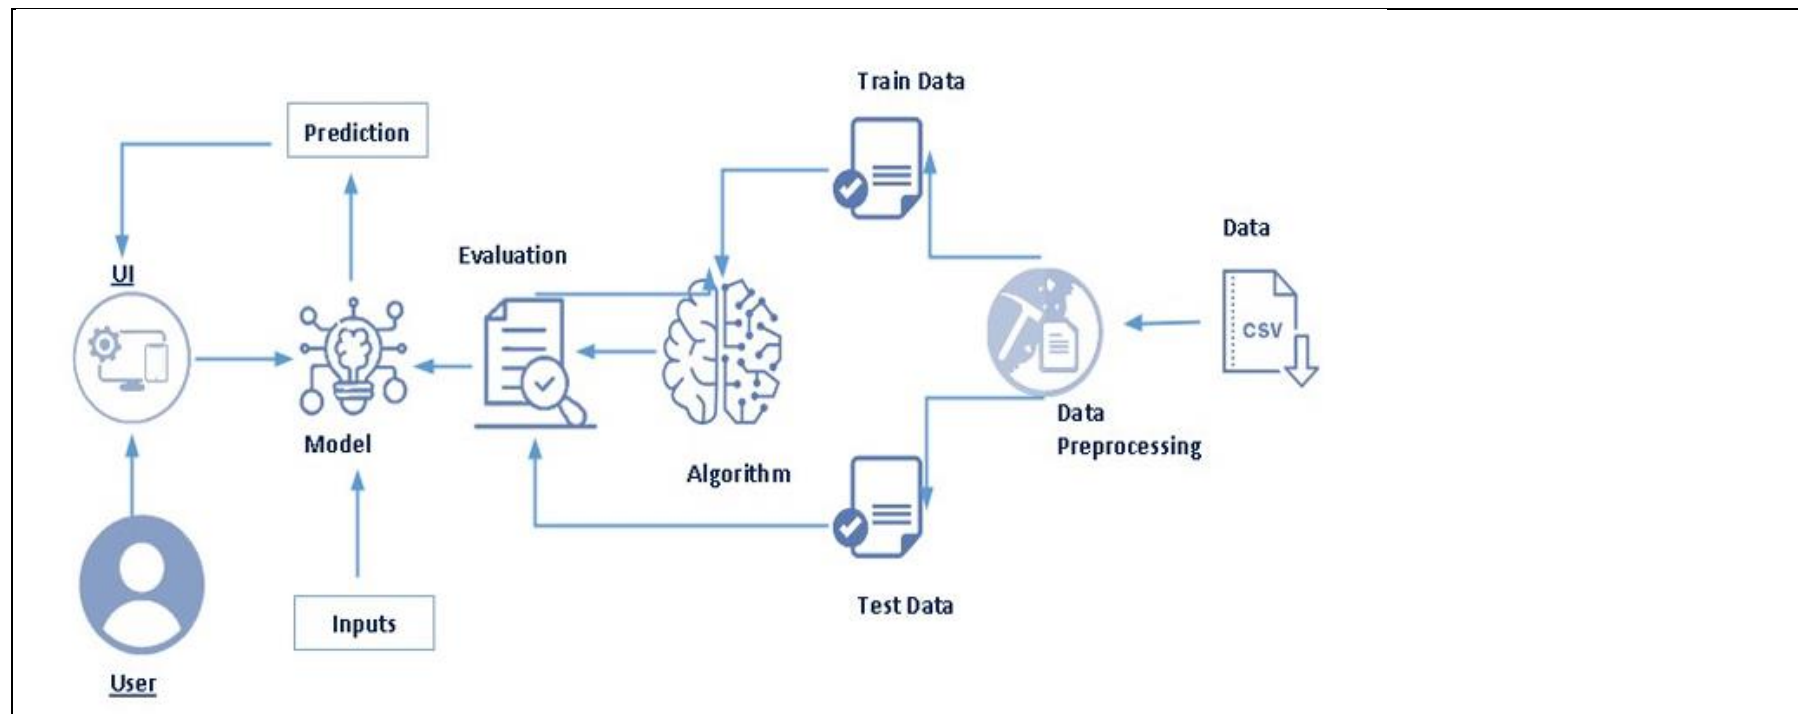 Train Data
Prediction
Data
Evaluation
UI
CSV
Data
Preprocessing
Model
Algorithm
Test Data
Inputs
User